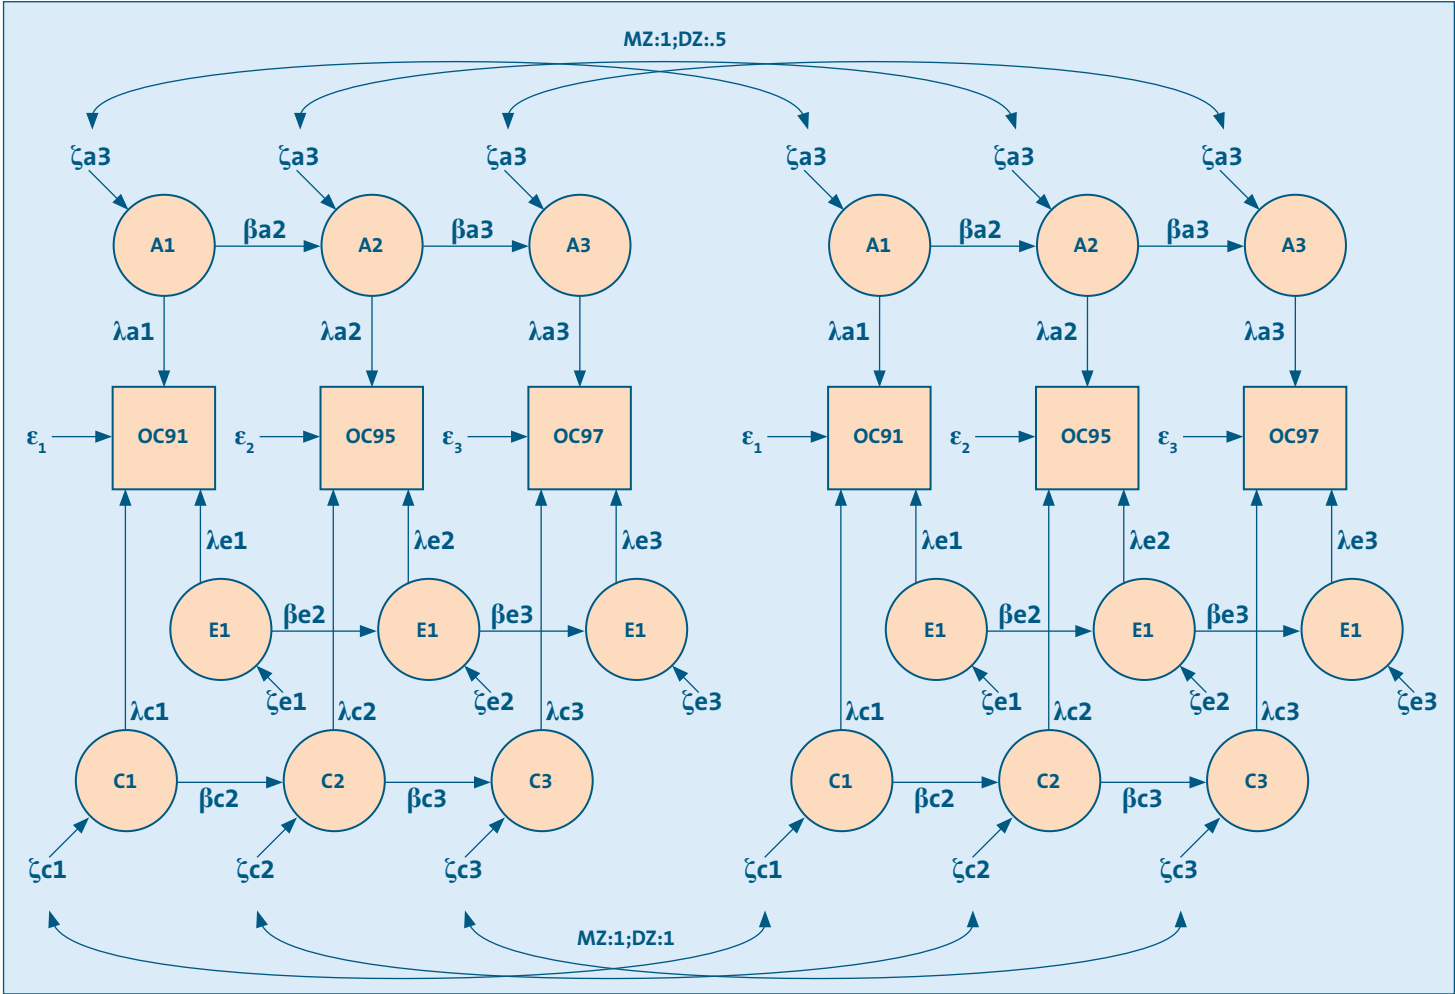 MZ:1;DZ:.5
ζa3 ζa3 ζa3 ζa3 ζa3 ζa3
A1 βa2 A2 βa3 A3 A1 βa2 A2 βa3 A3
λa1 λa2 λa3 λa1 λa2 λa3
ε1 OC91 ε2 OC95 ε3 OC97 ε1 OC91 ε2 OC95 ε3 OC97
λe1 λe2 λe3 λe1 λe2 λe3
E1 βe2 E1 βe3 E1 E1 βe2 E1 βe3 E1
ζe1 ζe2 ζe3 ζe1 ζe2 ζe3
λc1 λc2 λc3 λc1 λc2 λc3
C1 βc2 C2 βc3 C3 C1 βc2 C2 βc3 C3
ζc1 ζc2 ζc3 ζc1 ζc2 ζc3
MZ:1;DZ:1